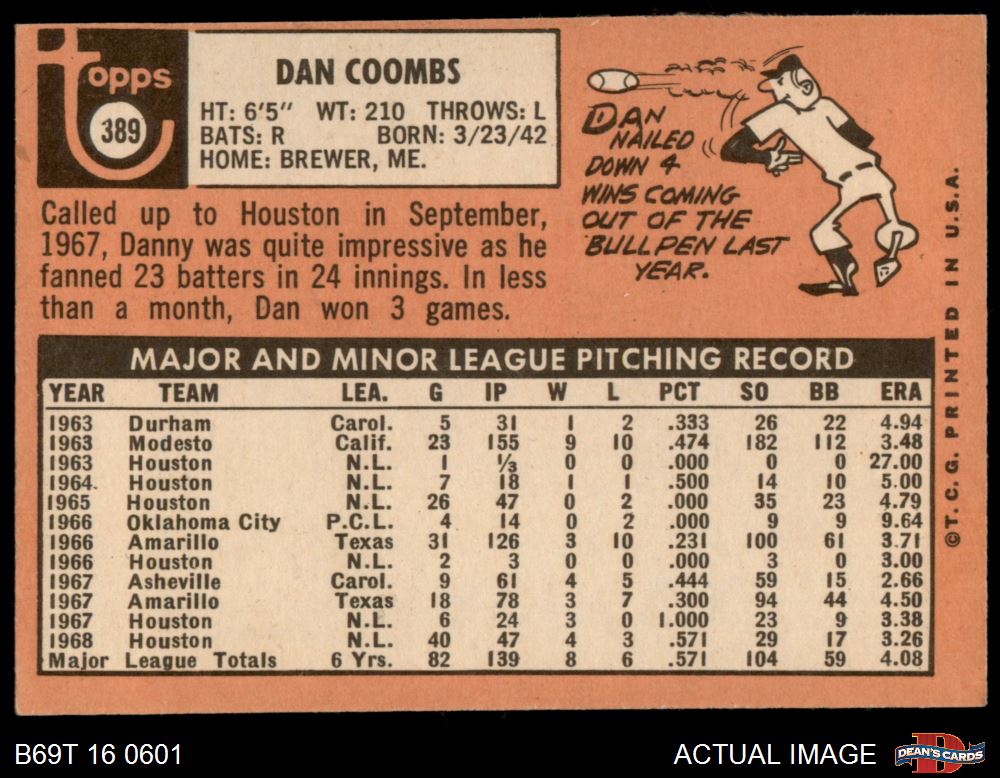 topps
389
DAN COOMBS
HT: 6'5" WT: 210 THROWS: L
BATS: R BORN: 3/23/42
HOME: BREWER, ME.
DAN
NAILED
DOWN 4
WINS COMING
OUT OF THE
BULLPEN LAST
YEAR.
Called up to Houston in September,
1967, Danny was quite impressive as he
fanned 23 batters in 24 innings. In less
than a month, Dan won 3 games.
MAJOR AND MINOR LEAGUE PITCHING RECORD
YEAR TEAM LEA. G IP W L PCT SO BB ERA
1963 Durham Carol. 5 31 1 2 .333 26 22 4.94
1963 Modesto Calif. 23 155 9 10 .474 182 112 3.48
1963 Houston N.L. 1 ⅓ 0 0 .000 0 0 27.00
1964 Houston N.L. 7 18 1 1 .500 14 10 5.00
1965 Houston N.L. 26 47 0 2 .000 35 23 4.79
1966 Oklahoma City P.C.L. 4 14 0 2 .000 9 9 9.64
1966 Amarillo Texas 31 126 3 10 .231 100 61 3.71
1966 Houston N.L. 2 3 0 0 .000 3 0 3.00
1967 Asheville Carol. 9 61 4 5 .444 59 15 2.66
1967 Amarillo Texas 18 78 3 7 .300 94 44 4.50
1967 Houston N.L. 6 24 3 0 1.000 23 9 3.38
1968 Houston N.L. 40 47 4 3 .571 29 17 3.26
Major League Totals 6 Yrs. 82 139 8 6 .571 104 59 4.08
©T.C.G. PRINTED IN U.S.A.
B69T 16 0601
ACTUAL IMAGE
DEAN'S CARDS